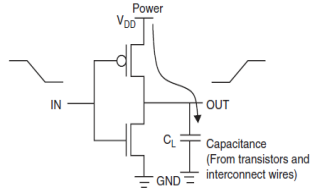 Power
VDD
IN
OUT
CL
Capacitance
(From transistors and
interconnect wires)
GND